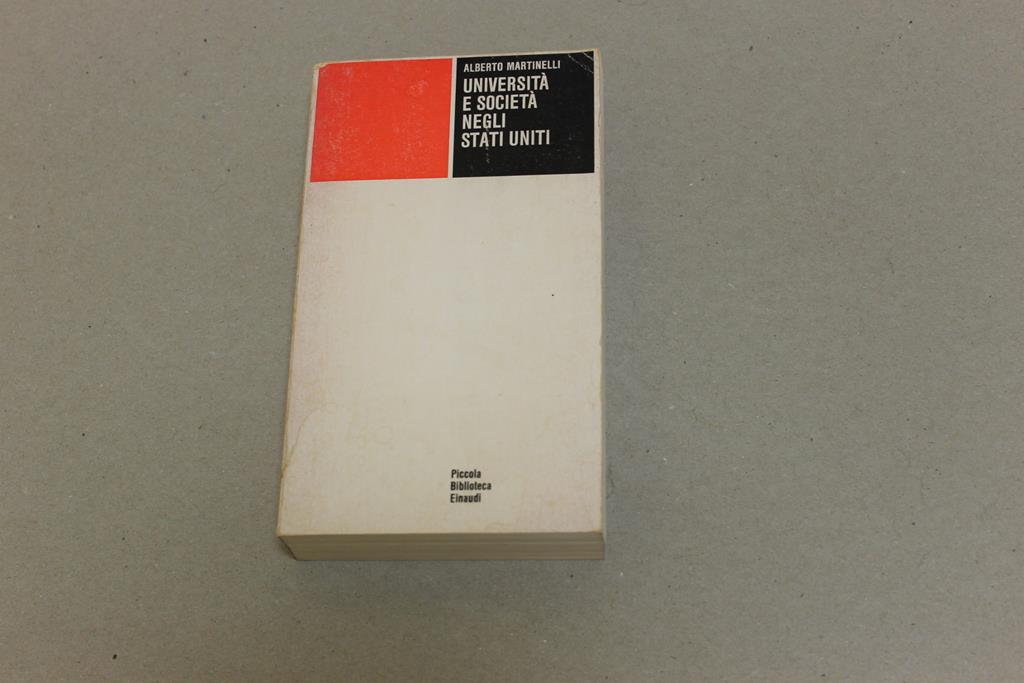 ALBERTO MARTINELLI
UNIVERSITÀ
E SOCIETÀ
NEGLI
STATI UNITI
Piccola
Biblioteca
Einaudi